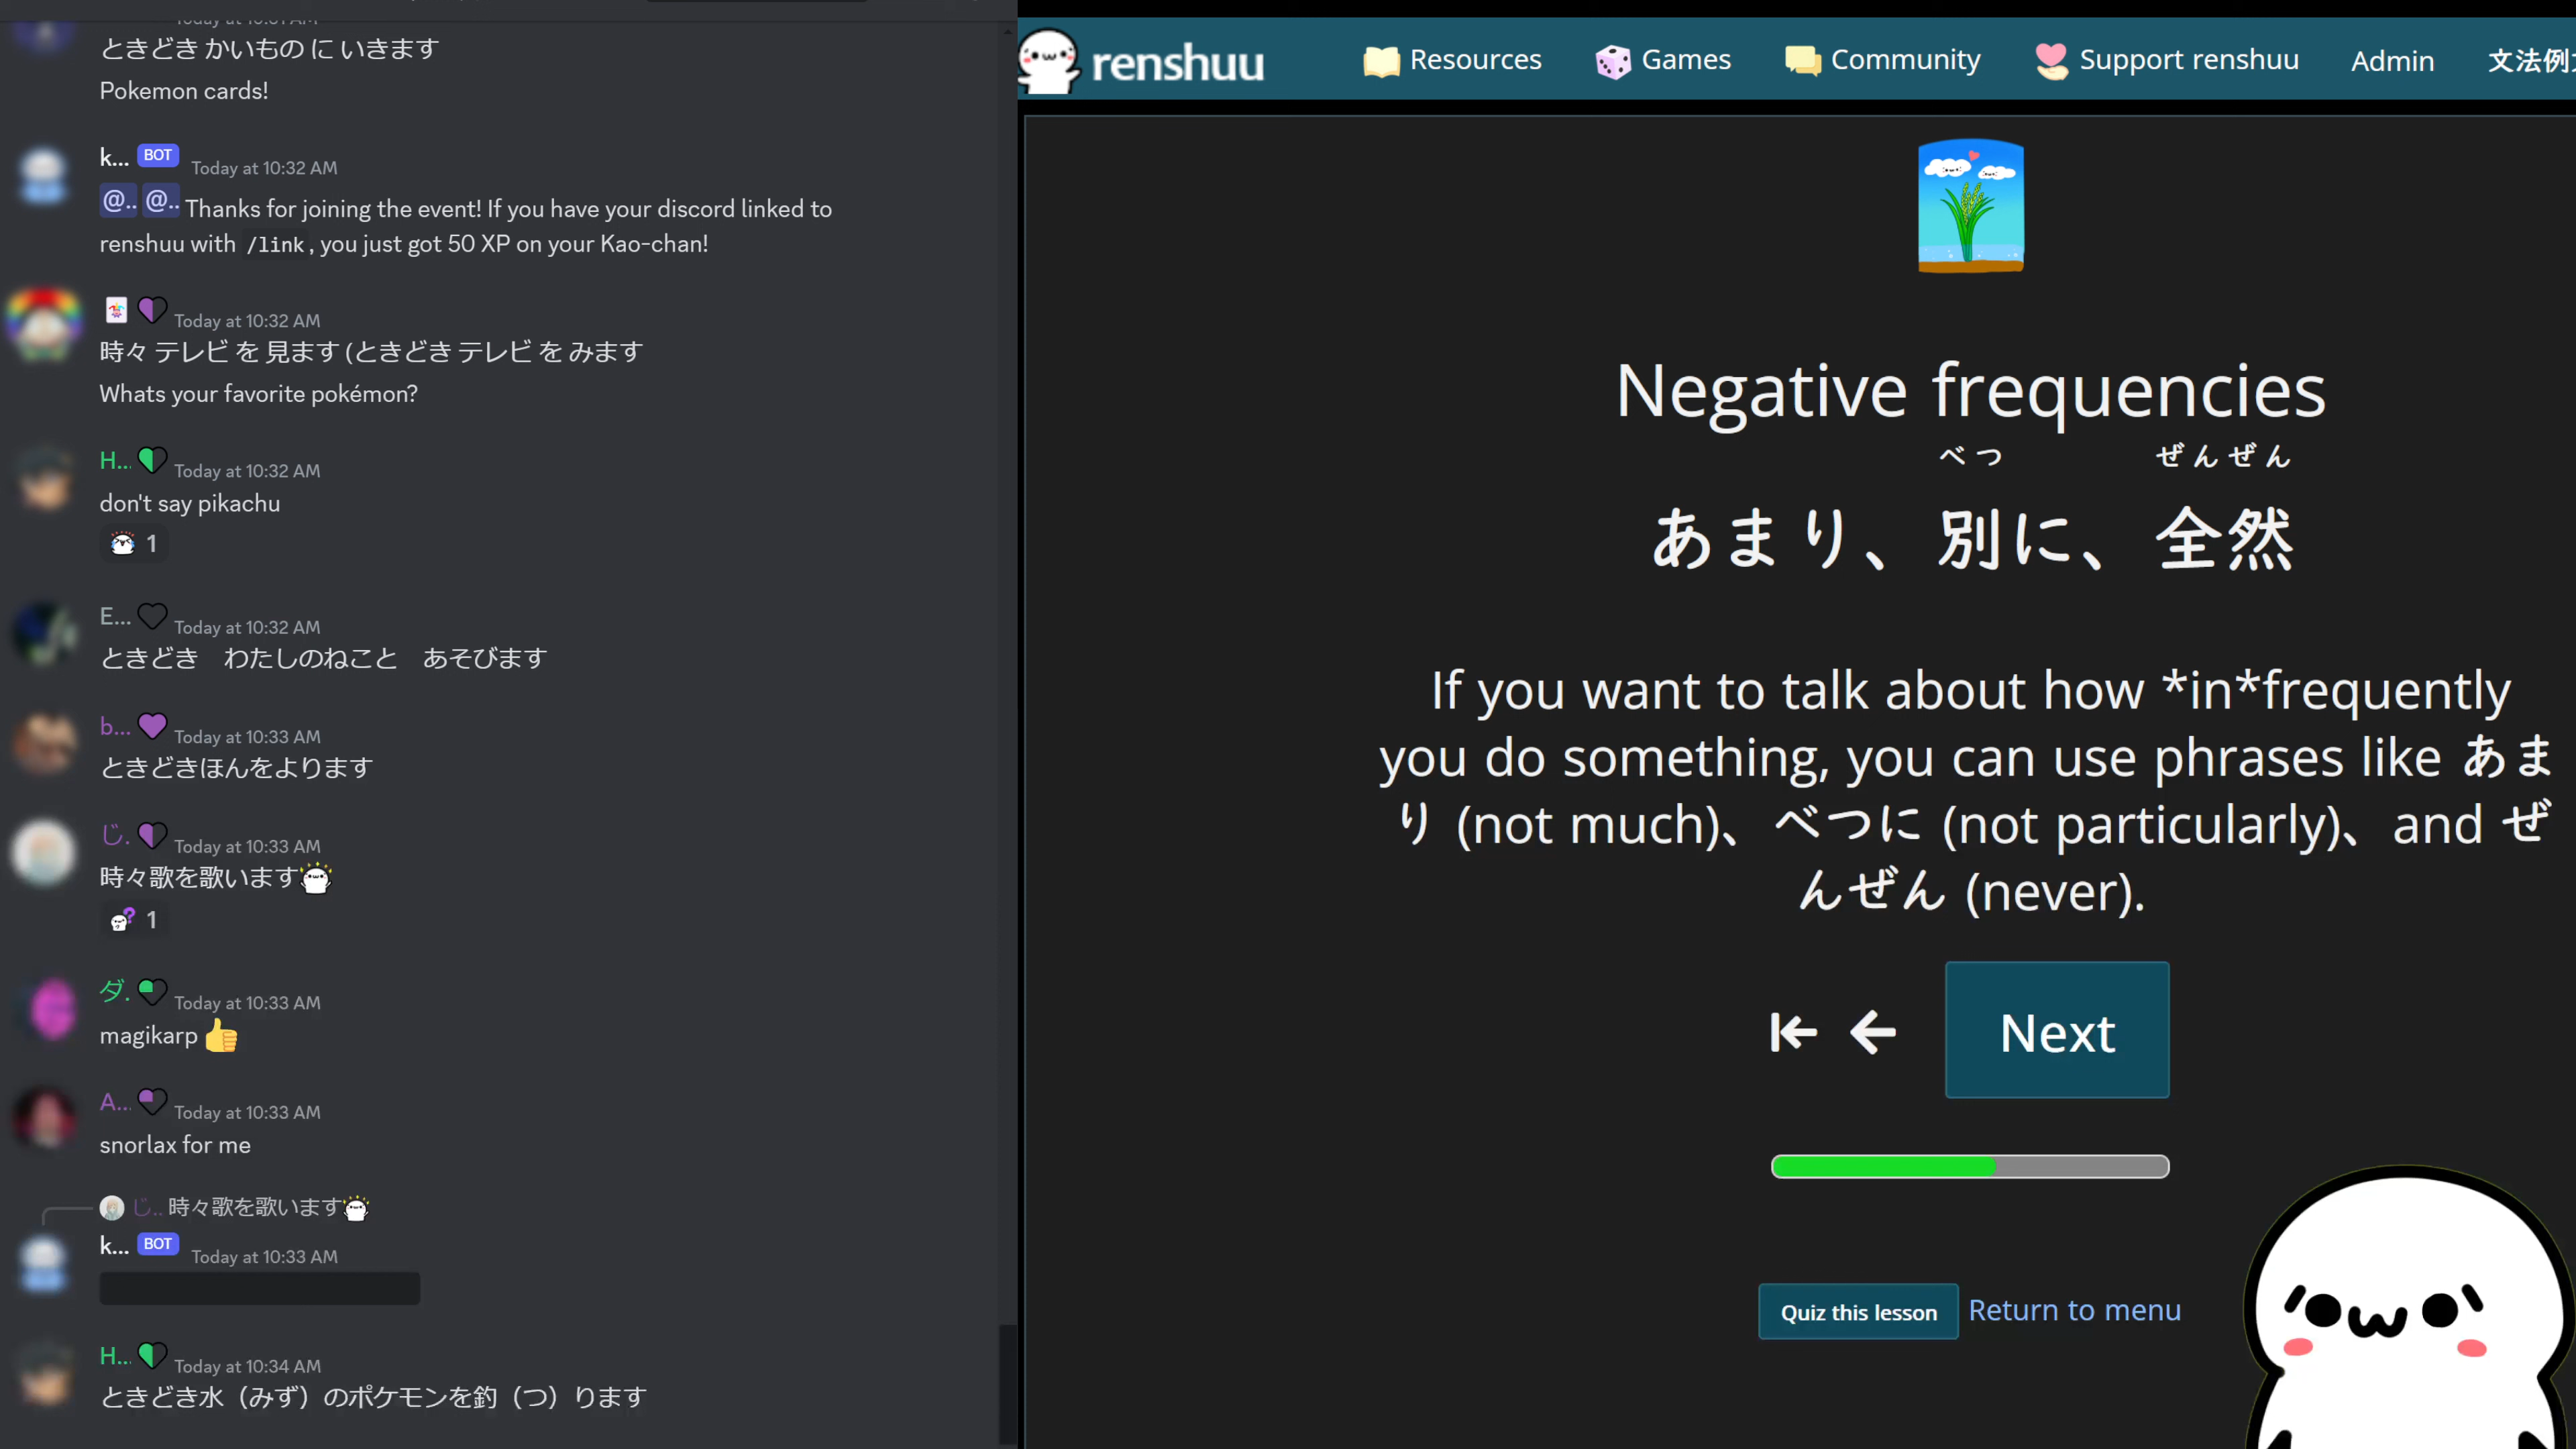 ときどき かいもの に いきます
Pokemon cards!
k... BOT Today at 10:32 AM
@.. @.. Thanks for joining the event! If you have your discord linked to
renshuu with /link, you just got 50 XP on your Kao-chan!
Today at 10:32 AM
時々 テレビ を 見ます (ときどき テレビ を みます
Whats your favorite pokémon?
H... Today at 10:32 AM
don't say pikachu
1
E... Today at 10:32 AM
ときどき　わたしのねこと　あそびます
b... Today at 10:33 AM
ときどきほんをよります
じ. Today at 10:33 AM
時々歌を歌います
1
ダ. Today at 10:33 AM
magikarp
A... Today at 10:33 AM
snorlax for me
じ.. 時々歌を歌います
k... BOT Today at 10:33 AM
H... Today at 10:34 AM
ときどき水（みず）のポケモンを釣（つ）ります
renshuu Resources Games Community Support renshuu Admin 文法例
Negative frequencies
べつ ぜんぜん
あまり、別に、全然
If you want to talk about how *in*frequently
you do something, you can use phrases like あま
り (not much)、べつに (not particularly)、and ぜ
んぜん (never).
Next
Quiz this lesson Return to menu